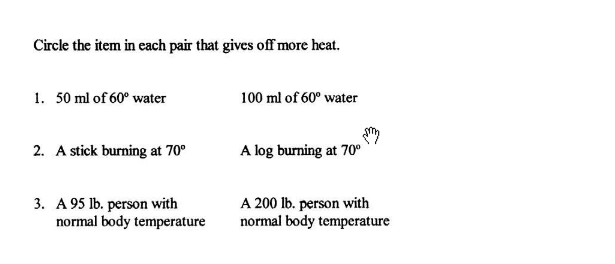 Circle the item in each pair that gives off more heat.
1. 50 ml of 60° water 100 ml of 60° water
2. A stick burning at 70° A log burning at 70°
3. A 95 lb. person with A 200 lb. person with
normal body temperature normal body temperature